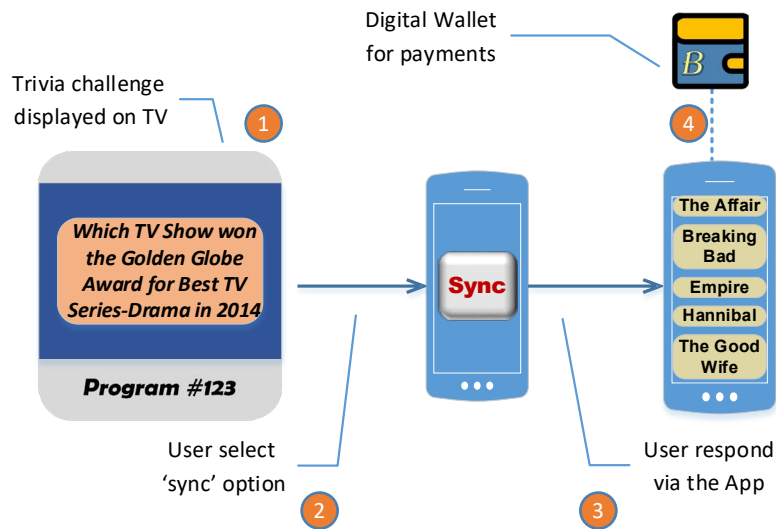 Digital Wallet
for payments
B
Trivia challenge
displayed on TV
1
4
Which TV Show won
the Golden Globe
Award for Best TV
Series-Drama in 2014
Program #123
Sync
The Affair
Breaking
Bad
Empire
Hannibal
The Good
Wife
User select
‘sync’ option
2
User respond
via the App
3